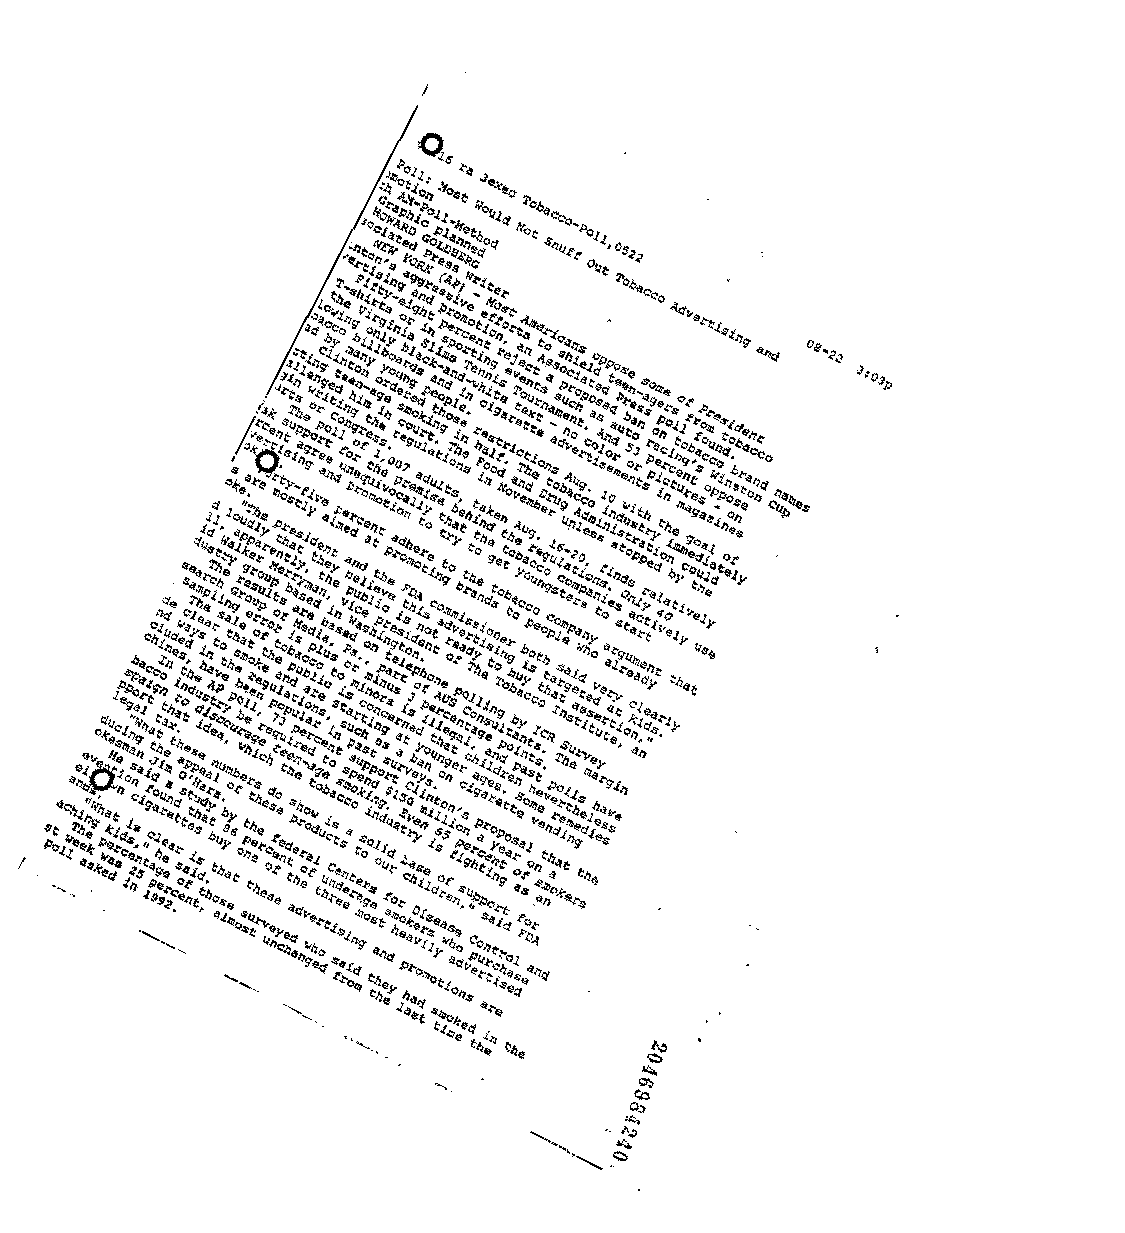 16 ra 3exmo Tobacco-Poll,0522 08-22 3:03p
Poll: Most Would Not Snuff Out Tobacco Advertising and
motion
h AM-Poll-Method
Graphic planned
HOWARD GOLDBERG
sociated Press Writer
NEW YORK (AP) - Most Americans oppose some of President
nton's aggressive efforts to shield teen-agers from tobacco
vertising and promotion, an Associated Press poll found.
Fifty-eight percent reject a proposed ban on tobacco brand names
T-shirts or in sporting events such as auto racing's Winston Cup
the Virginia Slims Tennis Tournament. And 53 percent oppose
lowing only black-and-white text - no color or pictures - on
bacco billboards and in cigarette advertisements in magazines
ad by many young people.
Clinton ordered those restrictions Aug. 10 with the goal of
tting teen-age smoking in half. The tobacco industry immediately
allenged him in court. The Food and Drug Administration could
gin writing the regulations in November unless stopped by the
urts or Congress.
The poll of 1,007 adults, taken Aug. 16-20, finds relatively
ak support for the premise behind the regulations. Only 40
rcent agree unequivocally that the tobacco companies actively use
vertising and promotion to try to get youngsters to start
ok
rty-five percent adhere to the tobacco company argument that
s are mostly aimed at promoting brands to people who already
oke.
"The president and the FDA commissioner both said very clearly
d loudly that they believe this advertising is targeted at kids.
ll, apparently, the public is not ready to buy that assertion,"
id Walker Merryman, vice president of The Tobacco Institute, an
dustry group based in Washington.
The results are based on telephone polling by ICR Survey
search Group of Media, Pa., part of AUS Consultants. The margin
sampling error is plus or minus 3 percentage points.
The sale of tobacco to minors is illegal, and past polls have
de clear that the public is concerned that children nevertheless
nd ways to smoke and are starting at younger ages. Some remedies
cluded in the regulations, such as a ban on cigarette vending
chines, have been popular in past surveys.
In the AP poll, 73 percent support Clinton's proposal that the
bacco industry be required to spend $150 million a year on a
mpaign to discourage teen-age smoking. Even 65 percent of smokers
pport that idea, which the tobacco industry is fighting as an
legal tax.
"What these numbers do show is a solid base of support for
ducing the appeal of these products to our children," said FDA
okesman Jim O'Hara.
He said a study by the federal Centers for Disease Control and
evention found that 86 percent of underage smokers who purchase
ei wn cigarettes buy one of the three most heavily advertised
ands.
"What is clear is that these advertising and promotions are
aching kids," he said.
The percentage of those surveyed who said they had smoked in the
st week was 25 percent, almost unchanged from the last time the
poll asked in 1992.
2046984240